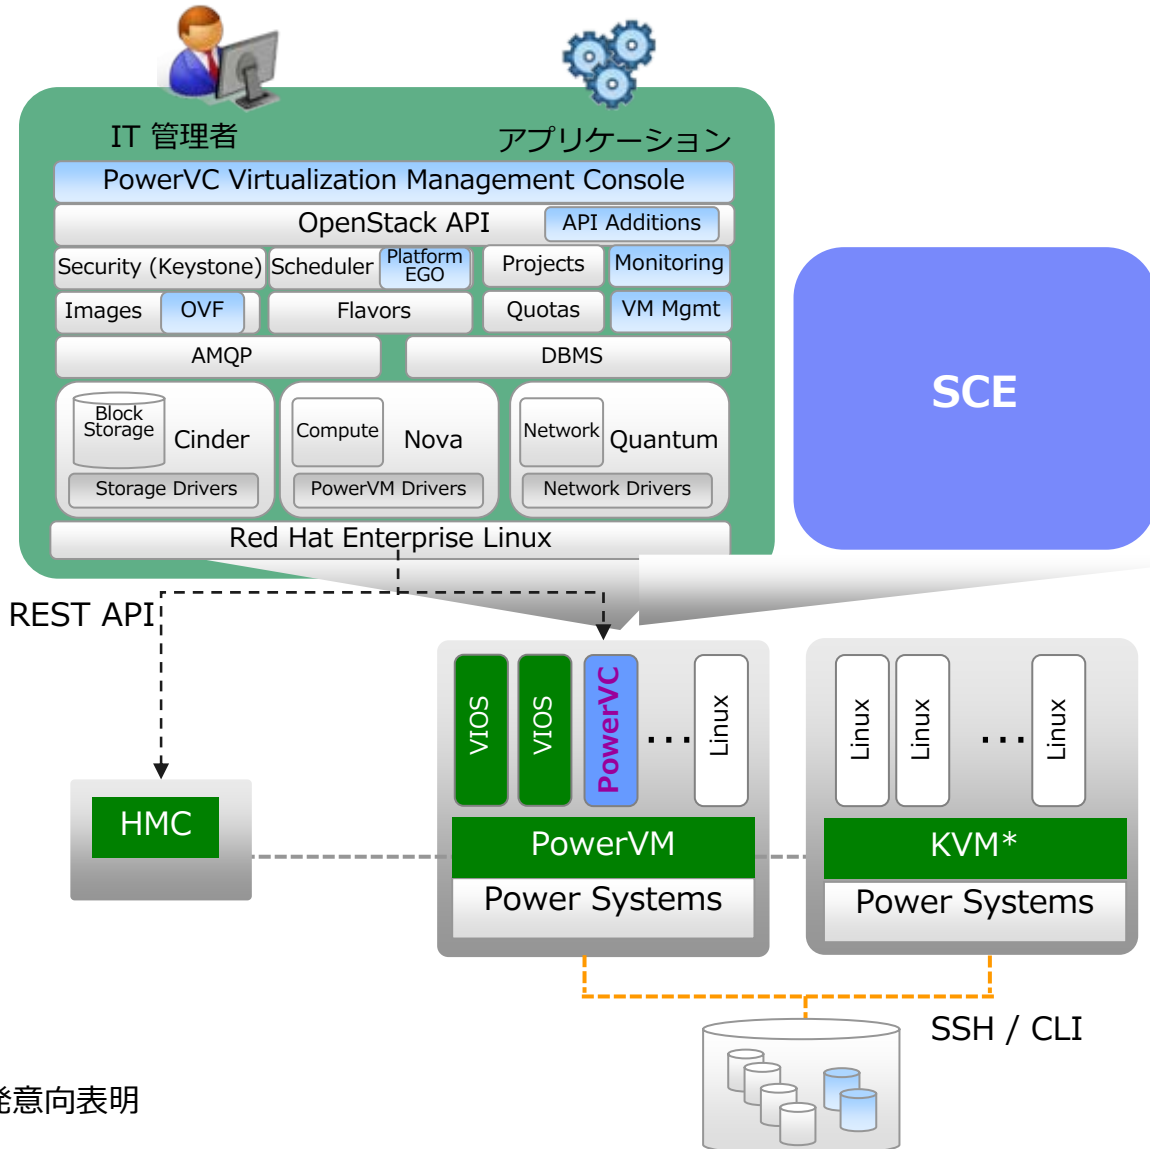 IT 管理者
アプリケーション
PowerVC Virtualization Management Console
OpenStack API
API Additions
Security (Keystone)
Scheduler
Platform
EGO
Projects
Monitoring
Images
OVF
Flavors
Quotas
VM Mgmt
AMQP
DBMS
Block
Storage
Cinder
Storage Drivers
Compute
Nova
PowerVM Drivers
Network
Quantum
Network Drivers
Red Hat Enterprise Linux
SCE
REST API
VIOS
VIOS
PowerVC
...
Linux
Linux
Linux
...
Linux
HMC
PowerVM
Power Systems
KVM*
Power Systems
SSH / CLI
発意向表明